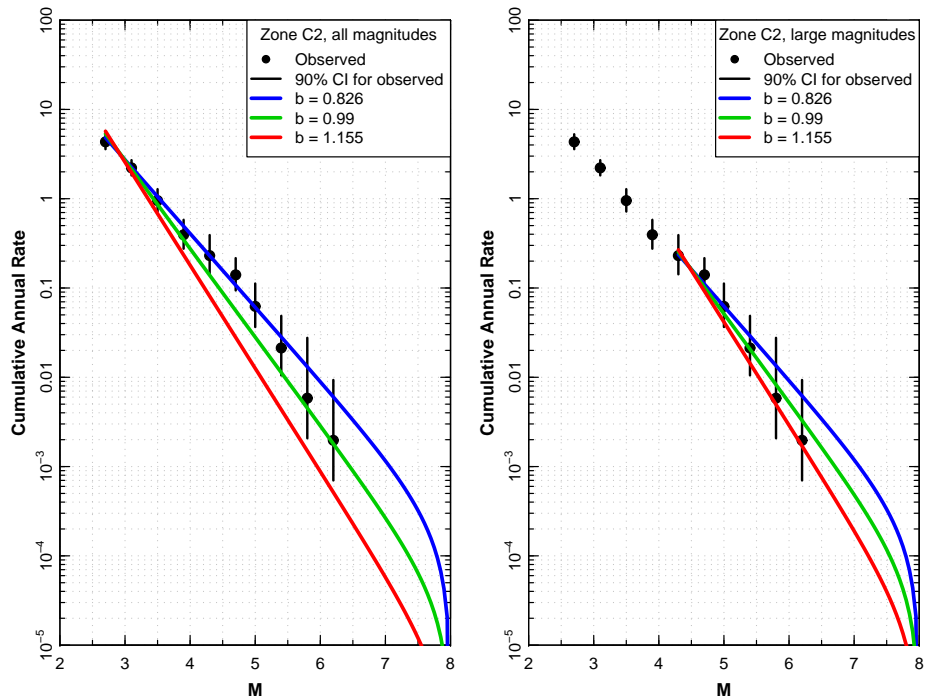 Zone C2, all magnitudes
Observed
90% CI for observed
b = 0.826
b = 0.99
b = 1.155
Cumulative Annual Rate
100
10
1
0.1
0.01
10⁻³
10⁻⁴
10⁻⁵
2 3 4 5 6 7 8
M
Zone C2, large magnitudes
Observed
90% CI for observed
b = 0.826
b = 0.99
b = 1.155
Cumulative Annual Rate
100
10
1
0.1
0.01
10⁻³
10⁻⁴
10⁻⁵
2 3 4 5 6 7 8
M